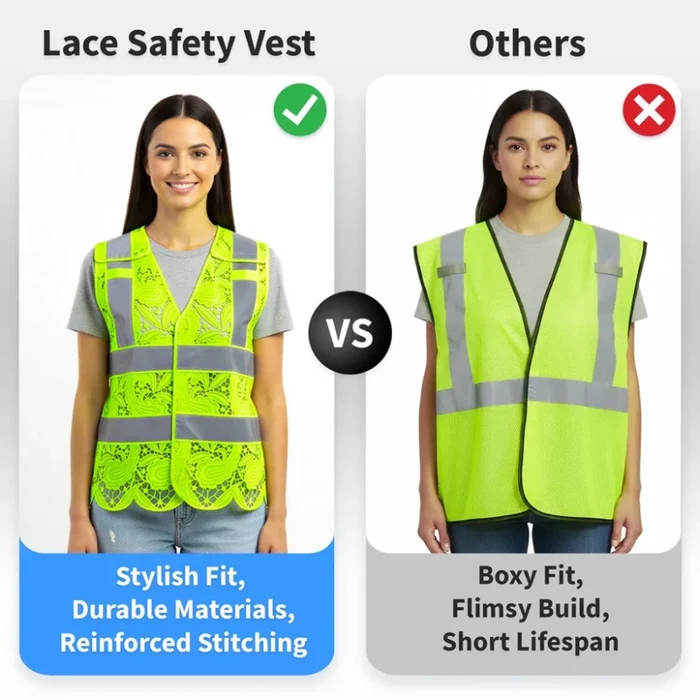 Lace Safety Vest
Others
VS
Stylish Fit,
Durable Materials,
Reinforced Stitching
Boxy Fit,
Flimsy Build,
Short Lifespan